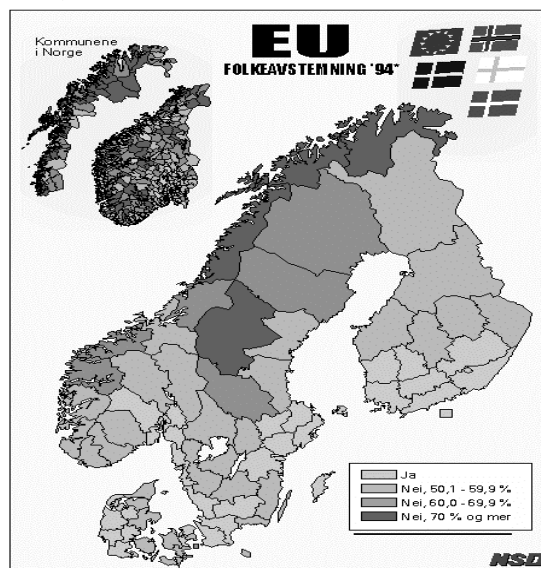 Kommunene
i Norge
EU
FOLKEAVSTEMNING '94"
Ja
Nei, 50,1 - 59,9 %
Nei, 60,0 - 69,9 %
Nei, 70 % og mer
NSD